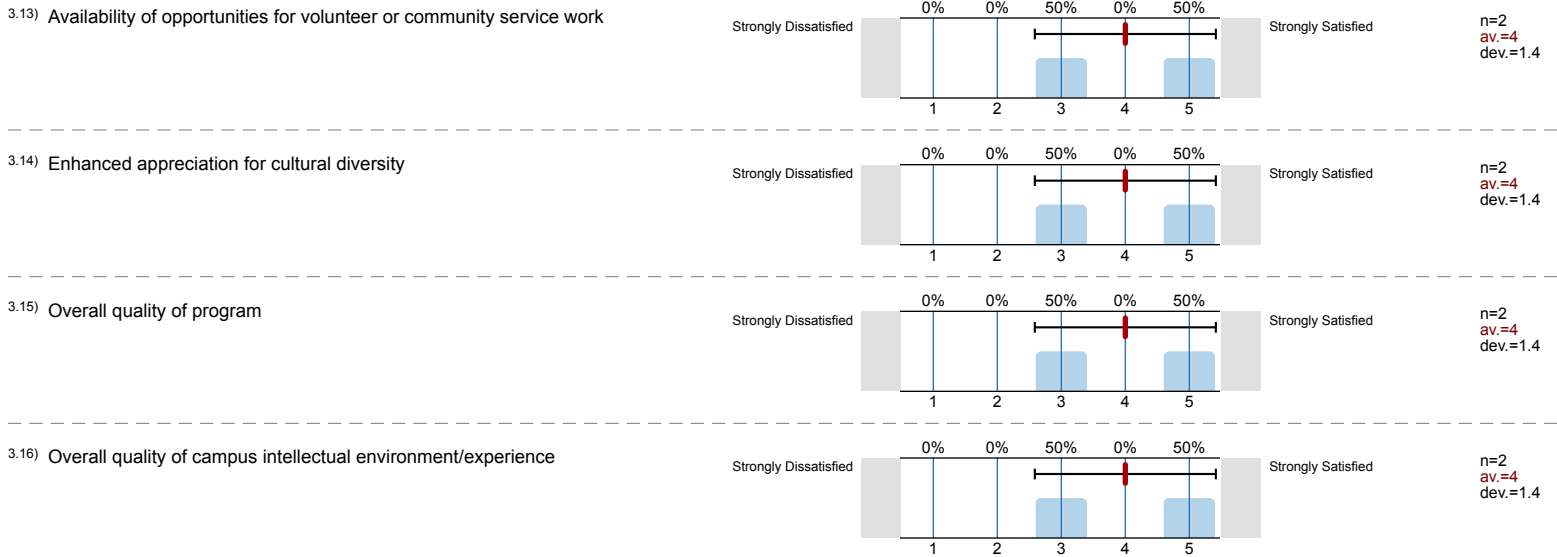 3.13) Availability of opportunities for volunteer or community service work
0% 0% 50% 0% 50%
Strongly Dissatisfied
Strongly Satisfied
n=2
av.=4
dev.=1.4
1 2 3 4 5
3.14) Enhanced appreciation for cultural diversity
0% 0% 50% 0% 50%
Strongly Dissatisfied
Strongly Satisfied
n=2
av.=4
dev.=1.4
1 2 3 4 5
3.15) Overall quality of program
0% 0% 50% 0% 50%
Strongly Dissatisfied
Strongly Satisfied
n=2
av.=4
dev.=1.4
1 2 3 4 5
3.16) Overall quality of campus intellectual environment/experience
0% 0% 50% 0% 50%
Strongly Dissatisfied
Strongly Satisfied
n=2
av.=4
dev.=1.4
1 2 3 4 5